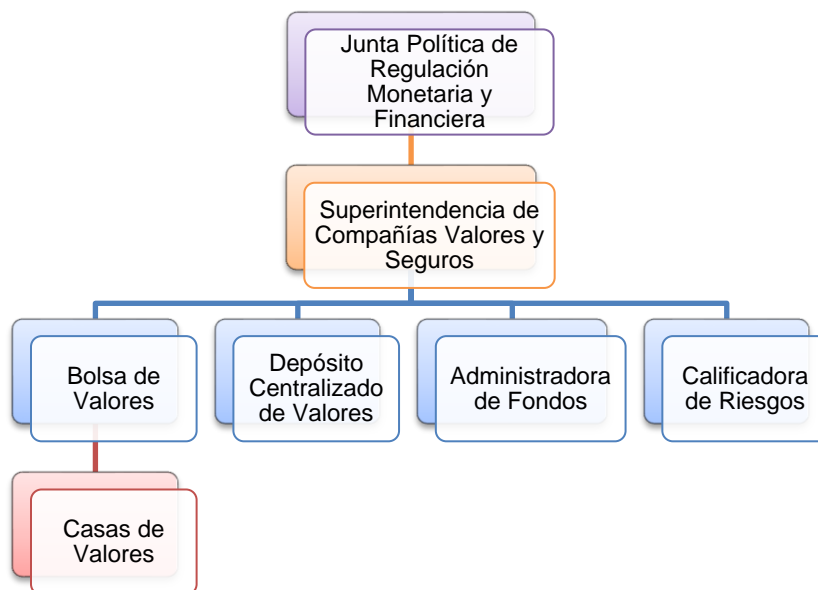 Junta Política de
Regulación
Monetaria y
Financiera
Superintendencia de
Compañías Valores y
Seguros
Bolsa de
Valores
Depósito
Centralizado
de Valores
Administradora
de Fondos
Calificadora
de Riesgos
Casas de
Valores